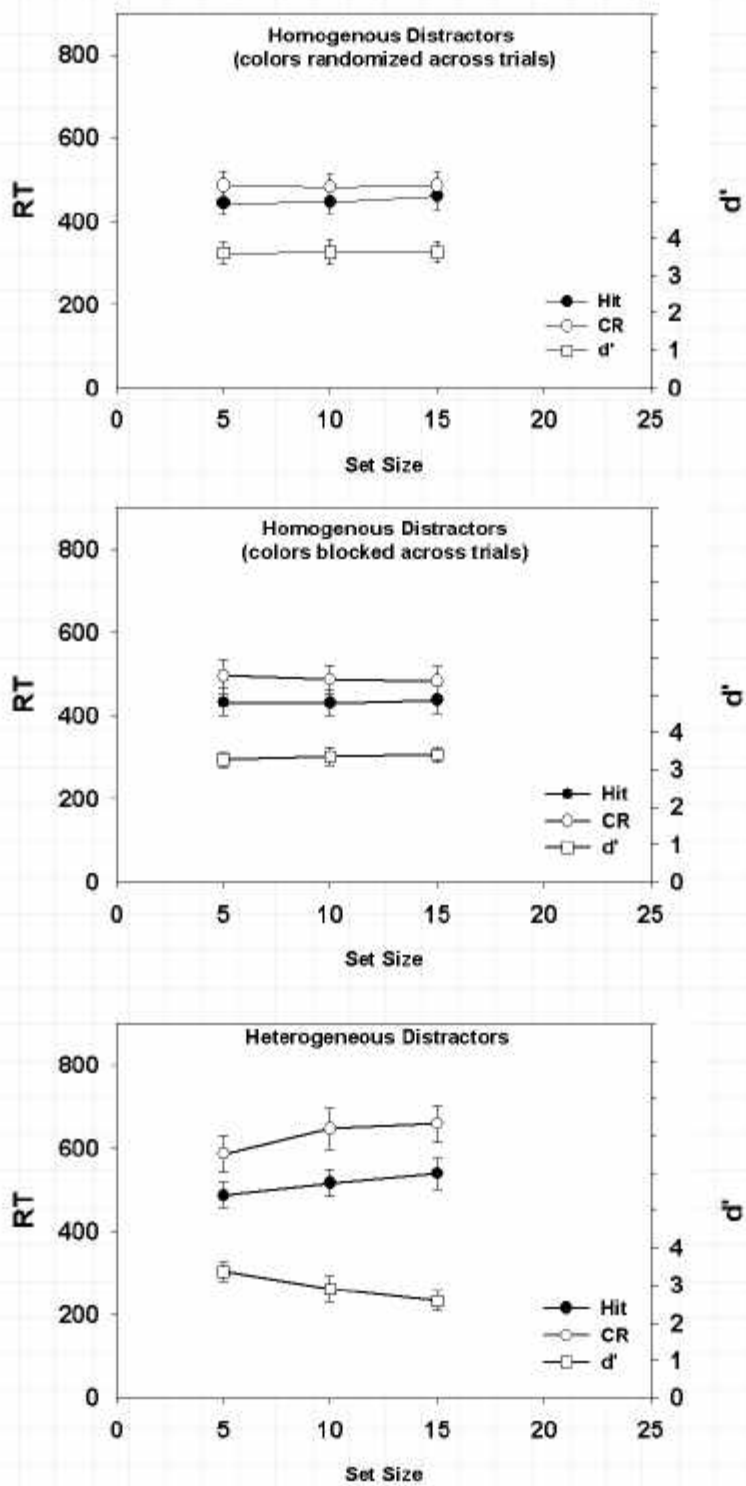 Homogenous Distractors
(colors randomized across trials)
800
600
400
200
0
RT
d'
4
3
2
1
0
Hit
CR
d'
0 5 10 15 20 25
Set Size
Homogenous Distractors
(colors blocked across trials)
800
600
400
200
0
RT
d'
4
3
2
1
0
Hit
CR
d'
0 5 10 15 20 25
Set Size
Heterogeneous Distractors
800
600
400
200
0
RT
d'
4
3
2
1
0
Hit
CR
d'
0 5 10 15 20 25
Set Size